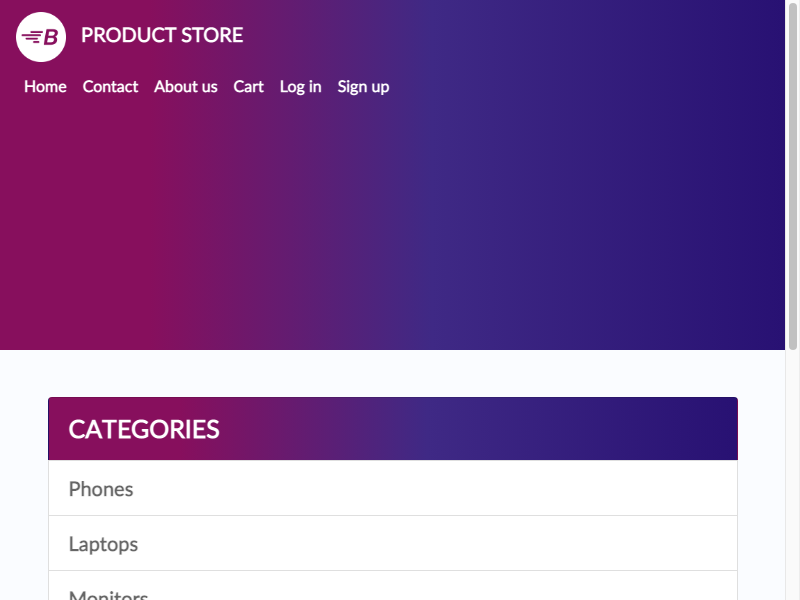 B PRODUCT STORE
Home Contact About us Cart Log in Sign up
CATEGORIES
Phones
Laptops
Monitors